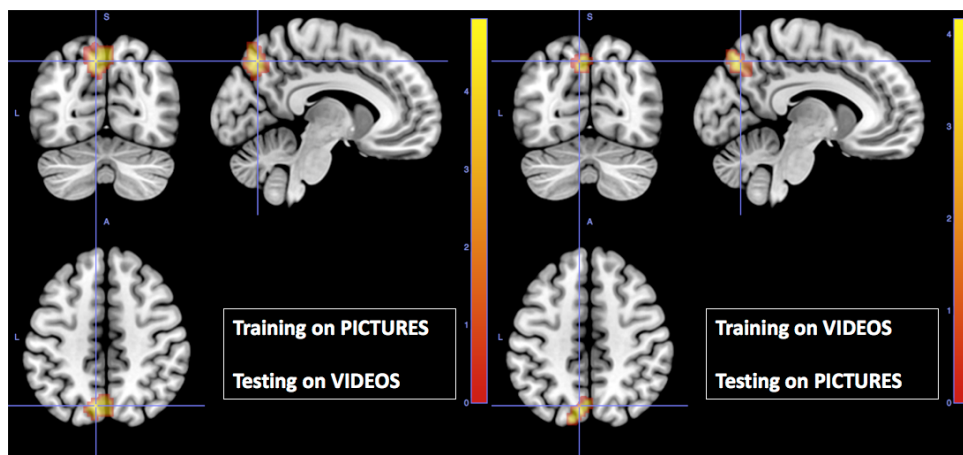 S
L
A
L
4
3
2
1
0
Training on PICTURES
Testing on VIDEOS
S
L
A
L
4
3
2
1
0
Training on VIDEOS
Testing on PICTURES